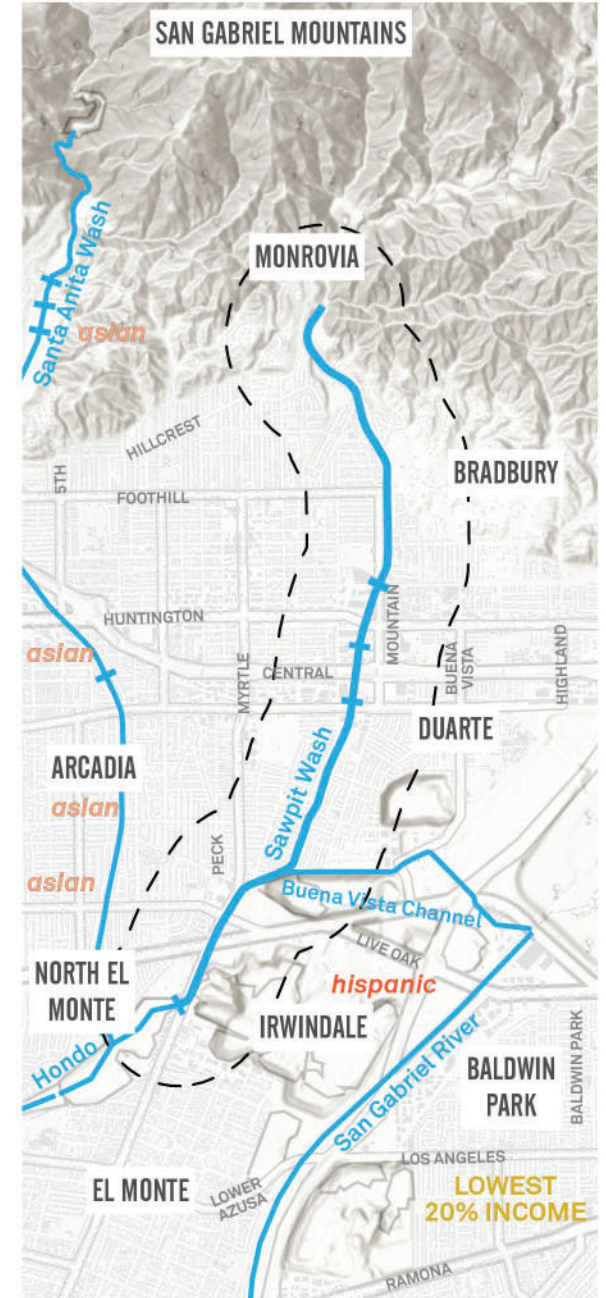 SAN GABRIEL MOUNTAINS
MONROVIA
Santa Anita Wash
asian
HILLCREST
BRADBURY
5TH
FOOTHILL
HUNTINGTON
MOUNTAIN
asian
CENTRAL
MYRTLE
BUENA
VISTA
HIGHLAND
DUARTE
ARCADIA
Sawpit Wash
asian
PECK
asian
Buena Vista Channel
LIVE OAK
NORTH EL
MONTE
hispanic
IRWINDALE
Hondo
San Gabriel River
BALDWIN
PARK
BALDWIN PARK
LOS ANGELES
EL MONTE
LOWER
AZUSA
LOWEST
20% INCOME
RAMONA